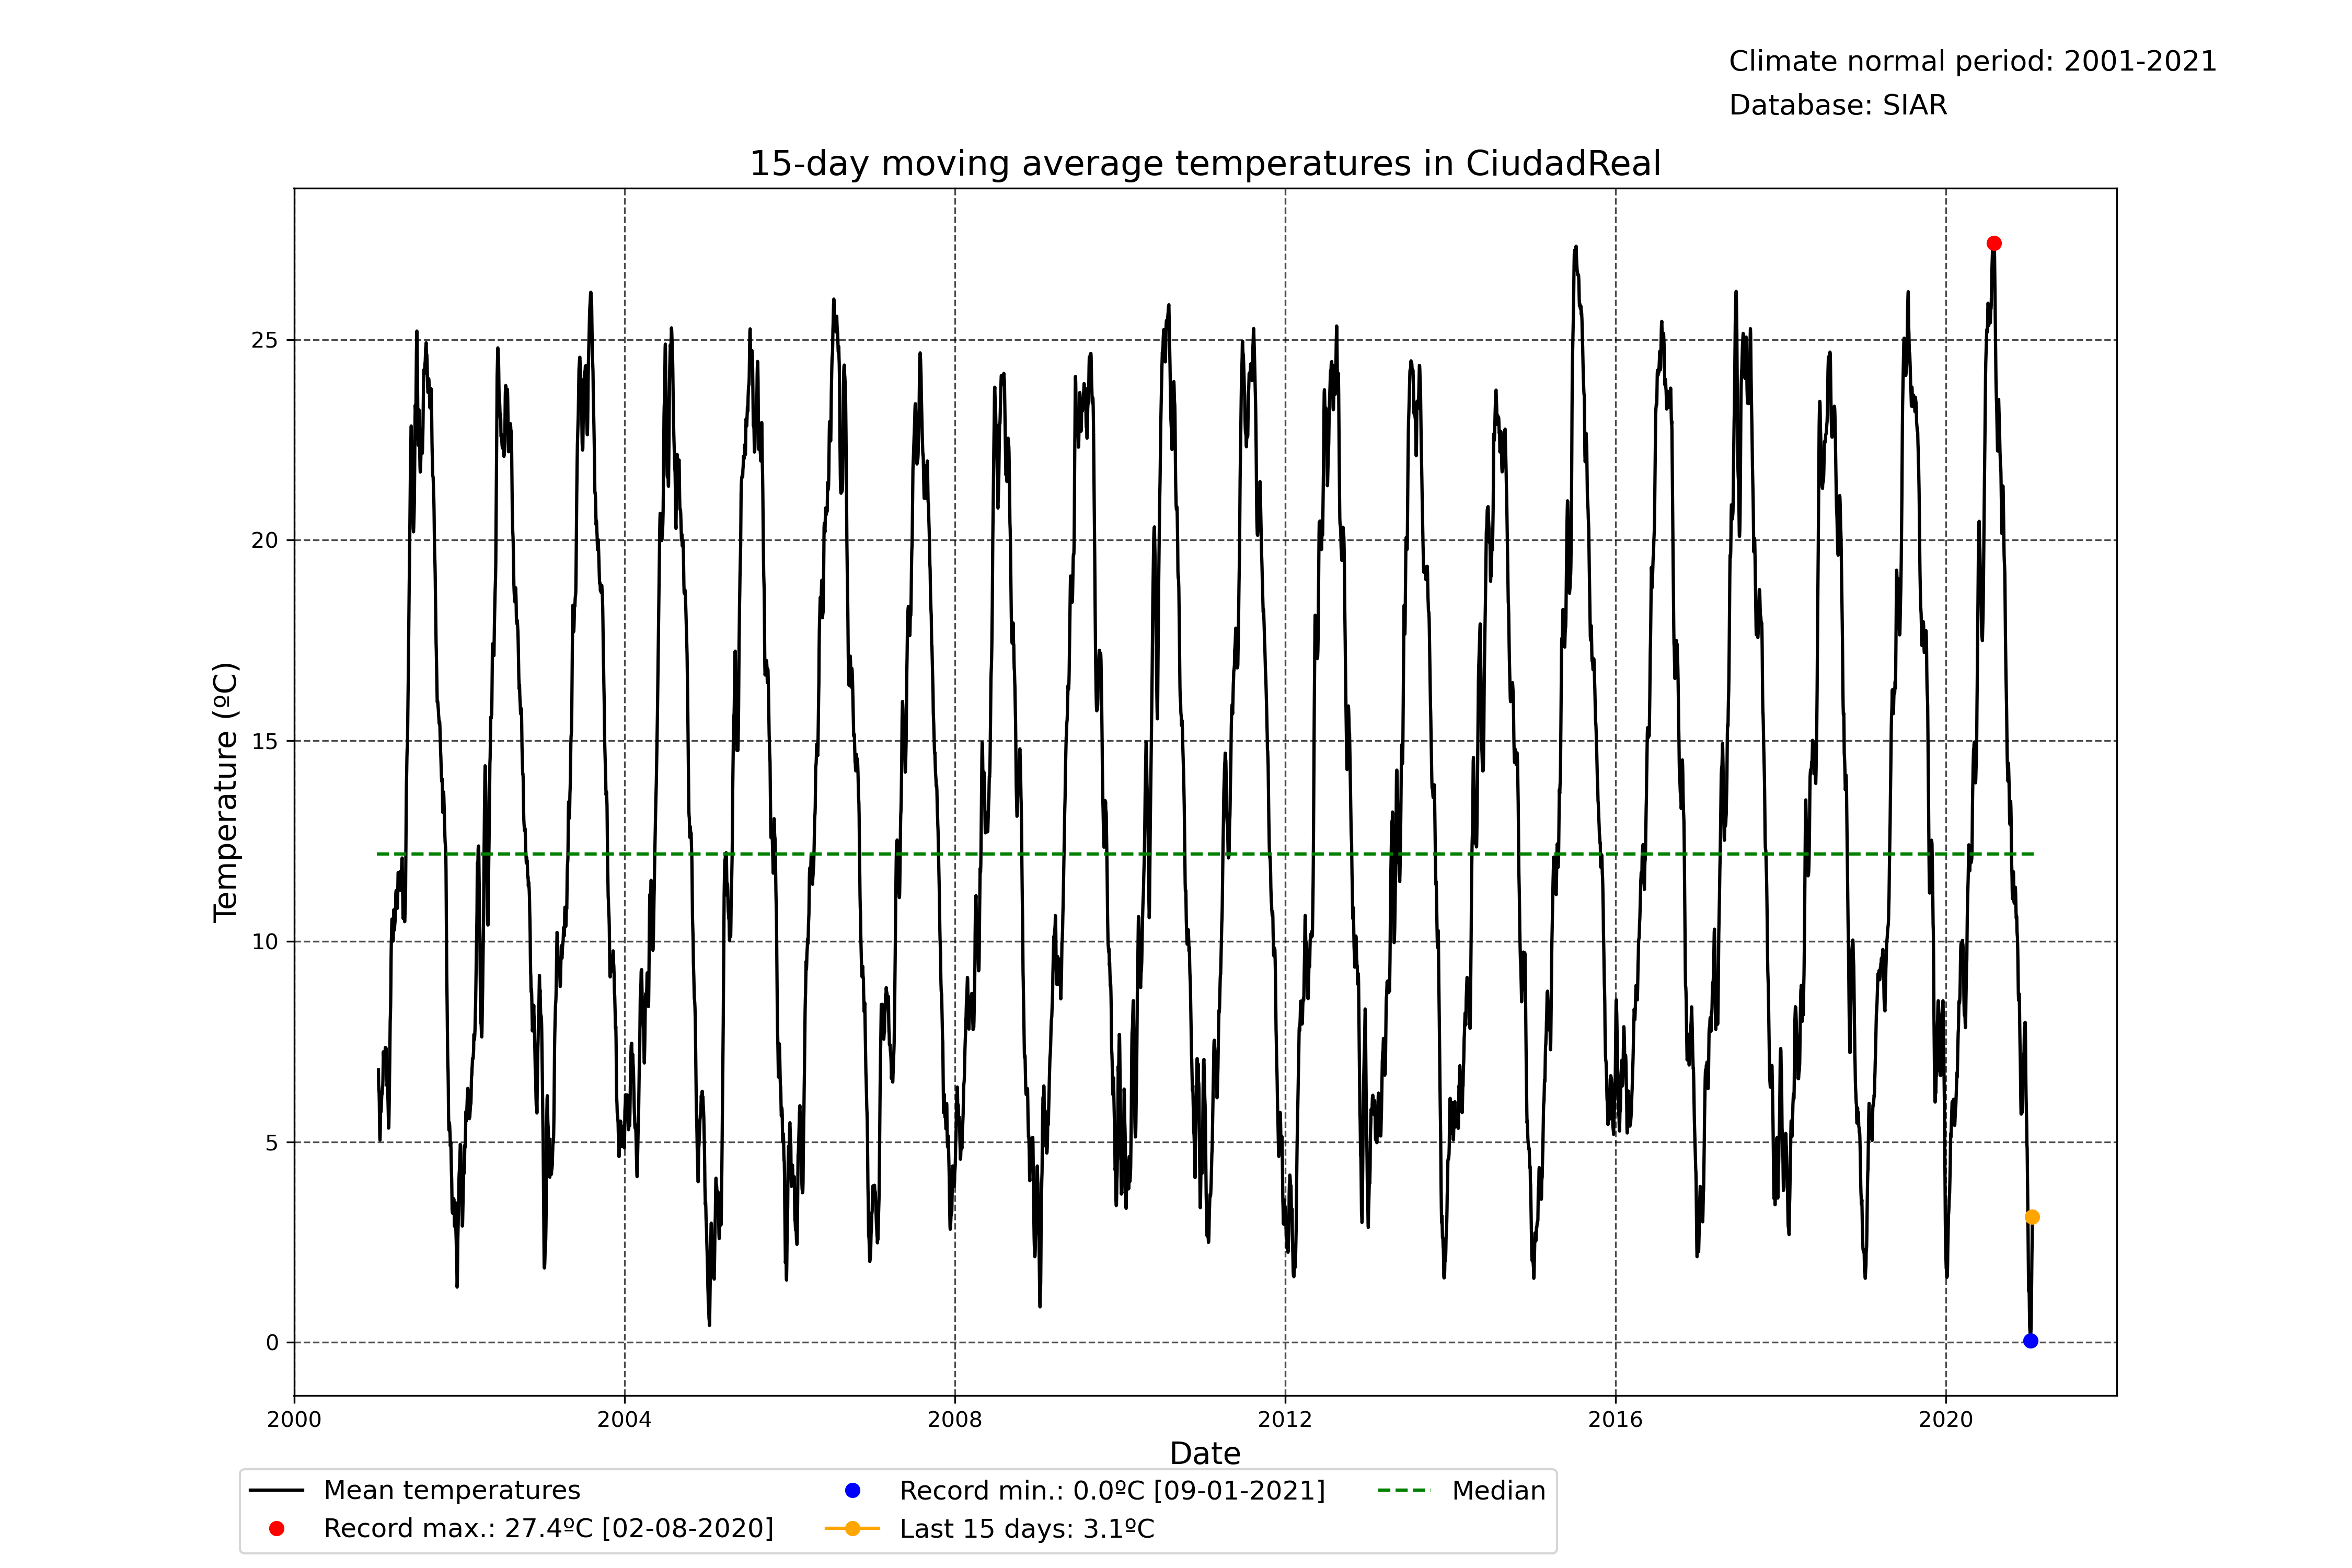 Climate normal period: 2001-2021
Database: SIAR
15-day moving average temperatures in CiudadReal
Temperature (ºC)
25
20
15
10
5
0
2000
2004
2008
2012
2016
2020
Date
Mean temperatures
Record max.: 27.4ºC [02-08-2020]
Record min.: 0.0ºC [09-01-2021]
Last 15 days: 3.1ºC
Median